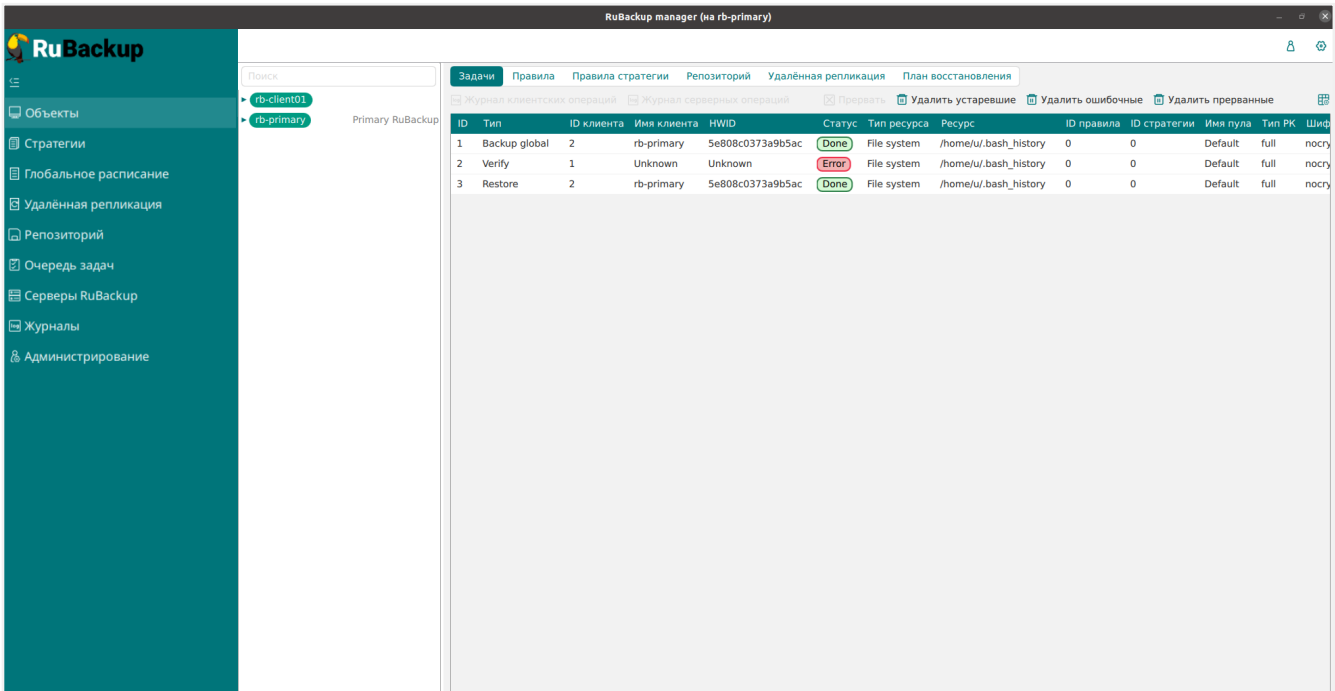 RuBackup manager (на rb-primary)
RuBackup
Объекты
Стратегии
Глобальное расписание
Удалённая репликация
Репозиторий
Очередь задач
Серверы RuBackup
Журналы
Администрирование
Поиск
rb-client01
rb-primary Primary RuBackup
Задачи Правила Правила стратегии Репозиторий Удалённая репликация План восстановления
Журнал клиентских операций Журнал серверных операций Прервать Удалить устаревшие Удалить ошибочные Удалить прерванные
ID Тип ID клиента Имя клиента HWID Статус Тип ресурса Ресурс ID правила ID стратегии Имя пула Тип РК Шиф
1 Backup global 2 rb-primary 5e808c0373a9b5ac Done File system /home/u/.bash_history 0 0 Default full nocry
2 Verify 1 Unknown Unknown Error File system /home/u/.bash_history 0 0 Default full nocry
3 Restore 2 rb-primary 5e808c0373a9b5ac Done File system /home/u/.bash_history 0 0 Default full nocry